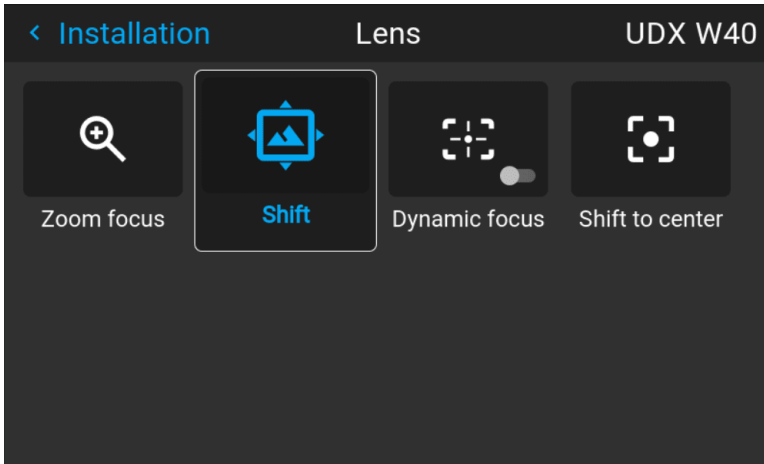 Installation Lens UDX W40
Zoom focus Shift Dynamic focus Shift to center